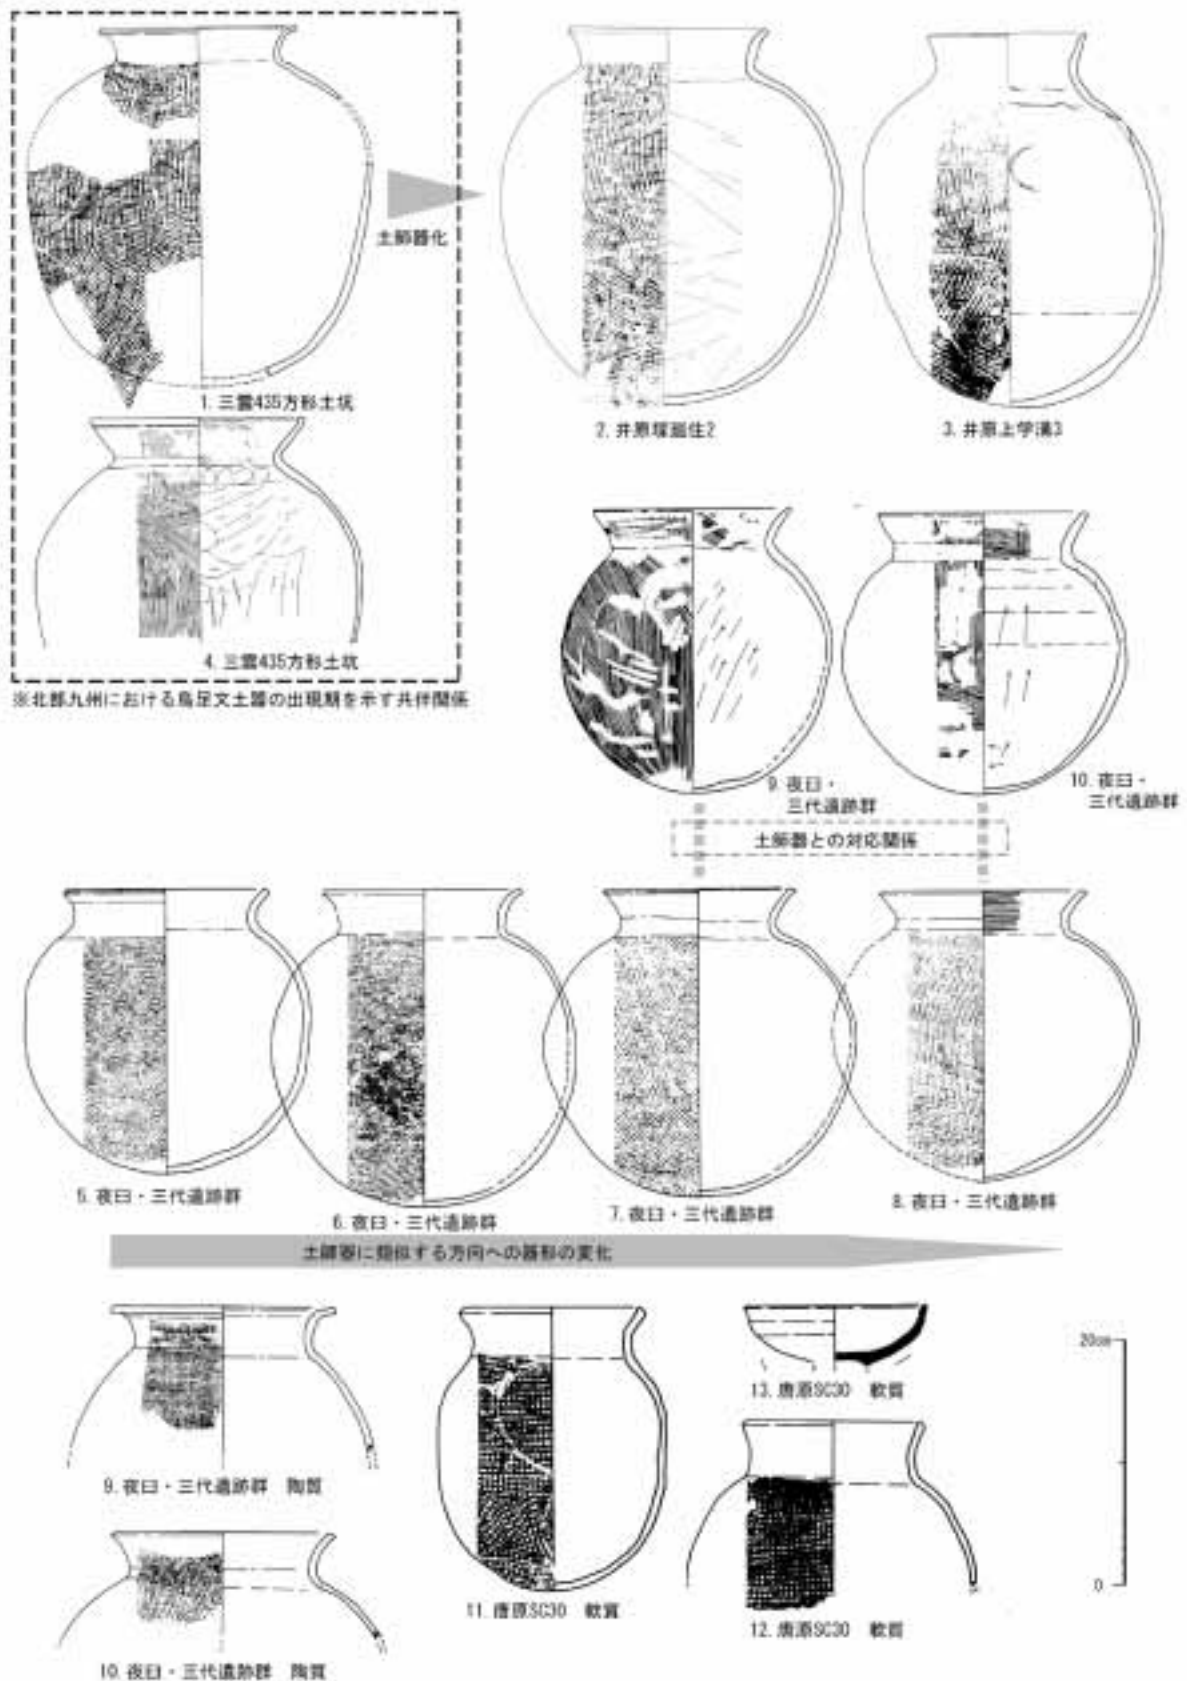 土師器化
1.三雲435方形土坑
2.井原塚廻住2
3.井原上学溝3
4.三雲435方形土坑
※北部九州における鳥足文土器の出現期を示す共伴関係
9.夜臼・
三代遺跡群
10.夜臼・
三代遺跡群
土師器との対応関係
5.夜臼・三代遺跡群
6.夜臼・三代遺跡群
7.夜臼・三代遺跡群
8.夜臼・三代遺跡群
土師器に類似する方向への器形の変化
9.夜臼・三代遺跡群 陶質
10.夜臼・三代遺跡群 陶質
11.唐原SC30 軟質
13.唐原SC30 軟質
12.唐原SC30 軟質
20cm
0